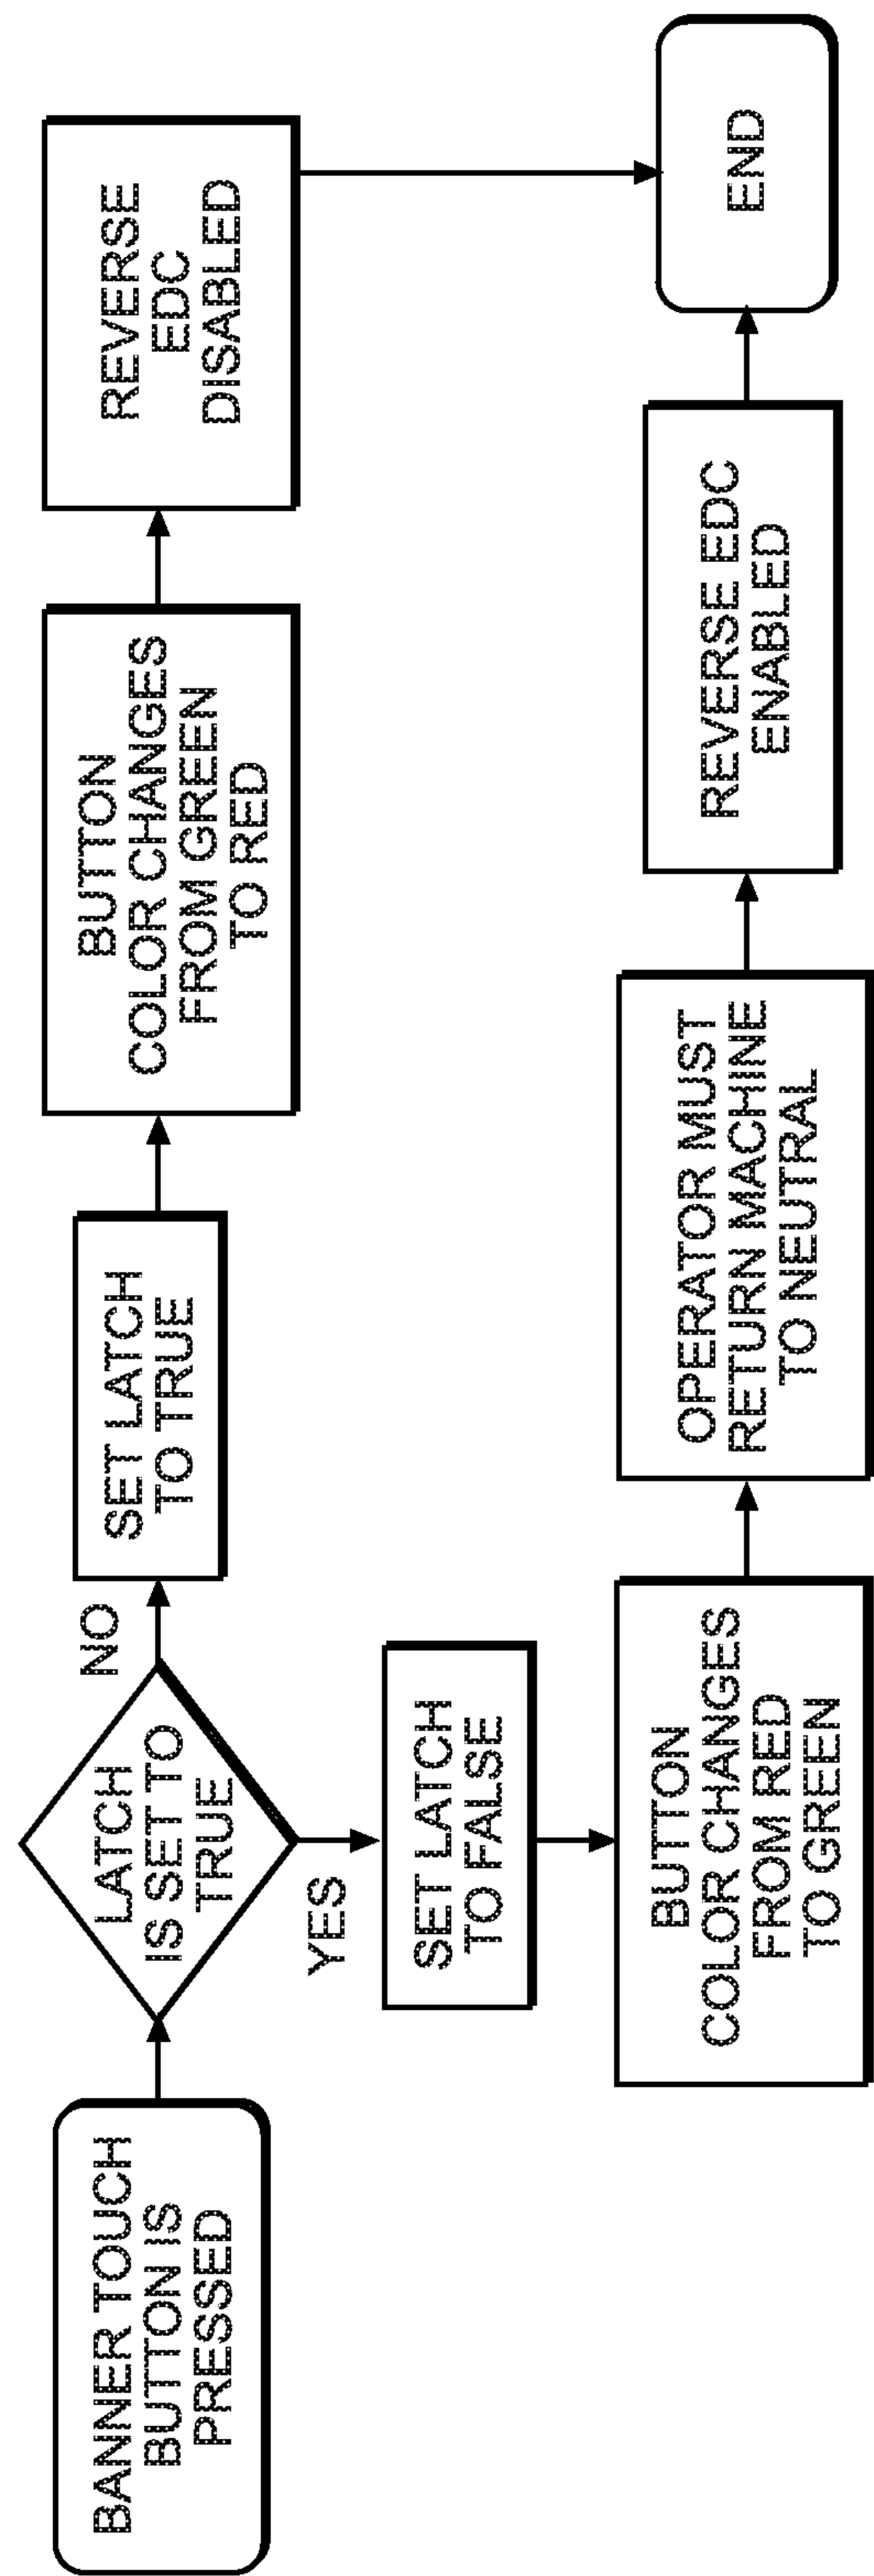 BANNER TOUCH
BUTTON IS
PRESSED
LATCH
IS SET TO
TRUE
NO
SET LATCH
TO TRUE
BUTTON
COLOR CHANGES
FROM GREEN
TO RED
REVERSE
EDC
DISABLED
YES
SET LATCH
TO FALSE
BUTTON
COLOR CHANGES
FROM RED
TO GREEN
OPERATOR MUST
RETURN MACHINE
TO NEUTRAL
REVERSE EDC
ENABLED
END